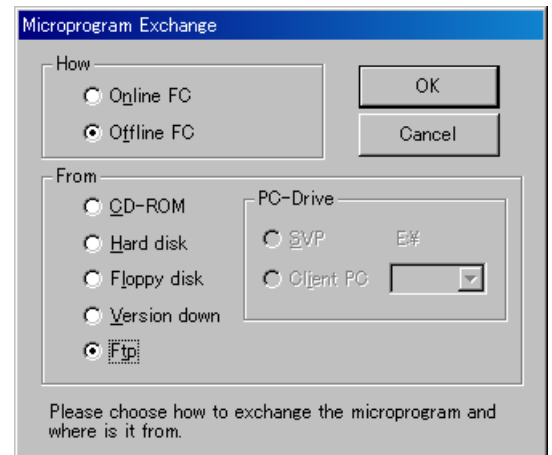 Microprogram Exchange
How
Online FC
Offline FC
OK
Cancel
From
CD-ROM
Hard disk
Floppy disk
Version down
Ftp
PC-Drive
SVP E¥
Client PC
Please choose how to exchange the microprogram and
where is it from.